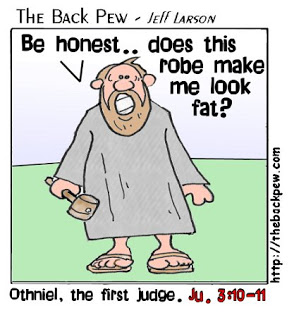 The Back Pew - Jeff Larson
Be honest.. does this
robe make
me look
fat?
http://thebackpew.com
Othniel, the first judge. Ju. 3:10-11